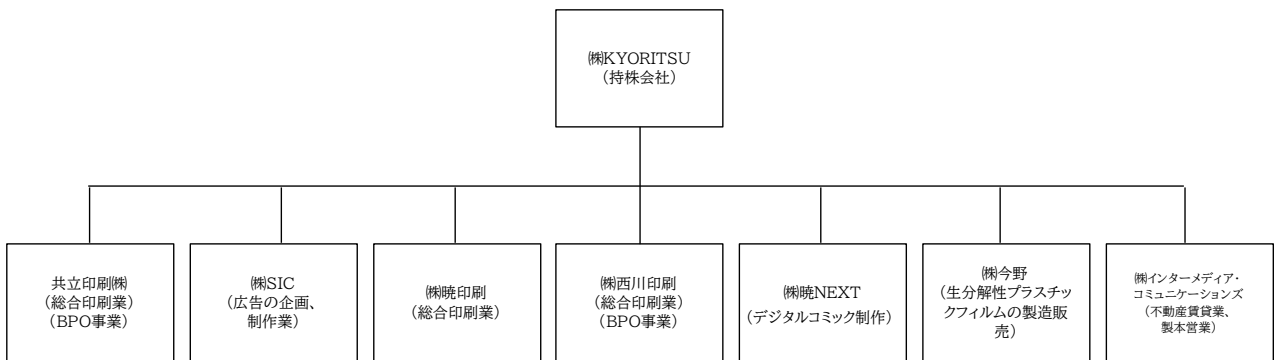 ㈱KYORITSU
（持株会社）
共立印刷㈱
（総合印刷業）
（BPO事業）
㈱SIC
（広告の企画、
制作業）
㈱暁印刷
（総合印刷業）
㈱西川印刷
（総合印刷業）
（BPO事業）
㈱暁NEXT
（デジタルコミック制作）
㈱今野
（生分解性プラスチッ
クフィルムの製造販
売）
㈱インターメディア・
コミュニケーションズ
（不動産賃貸業、
製本営業）